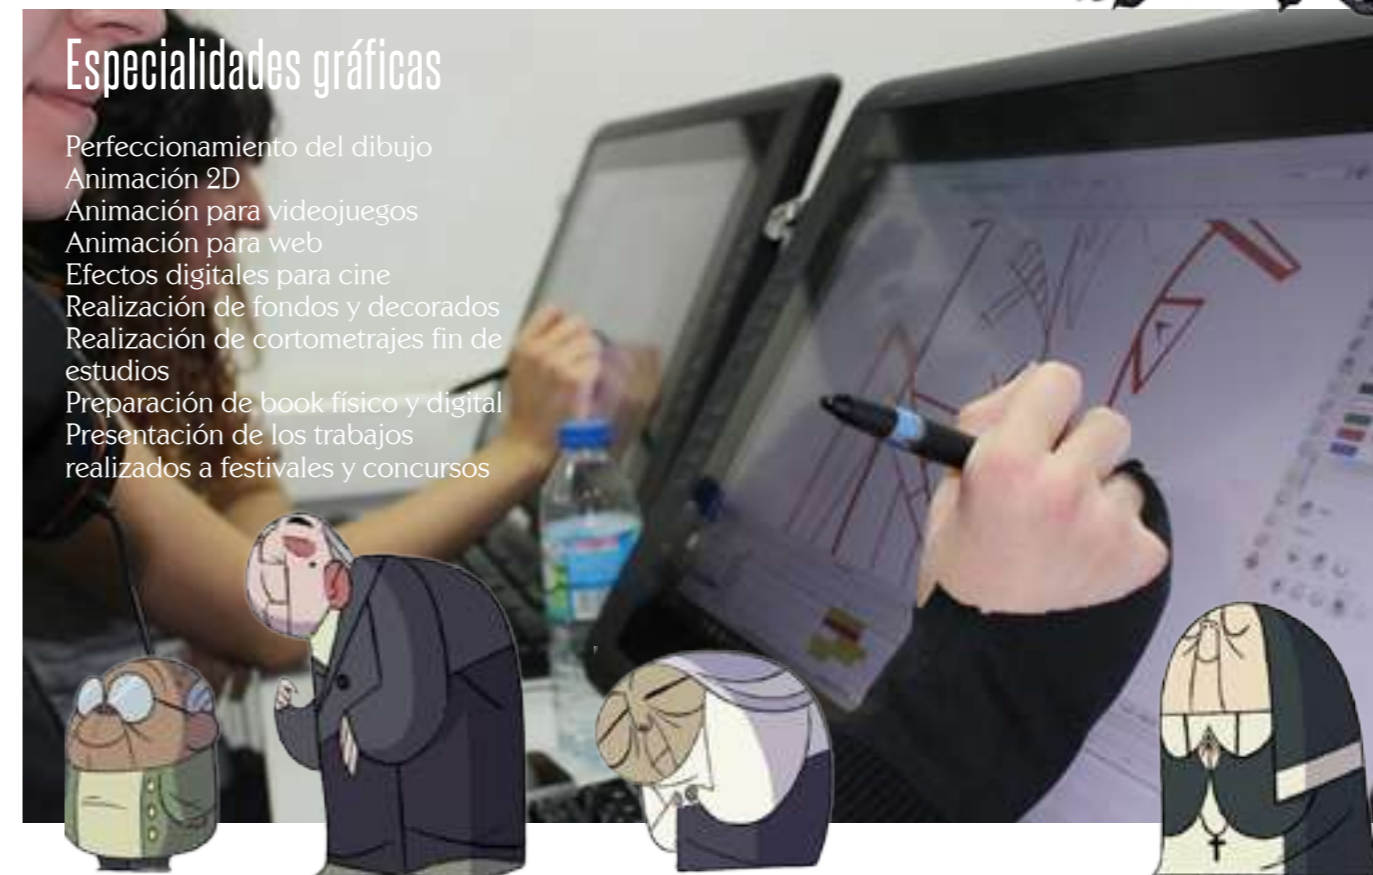 Especialidades gráficas
Perfeccionamiento del dibujo
Animación 2D
Animación para videojuegos
Animación para web
Efectos digitales para cine
Realización de fondos y decorados
Realización de cortometrajes fin de
estudios
Preparación de book físico y digital
Presentación de los trabajos
realizados a festivales y concursos